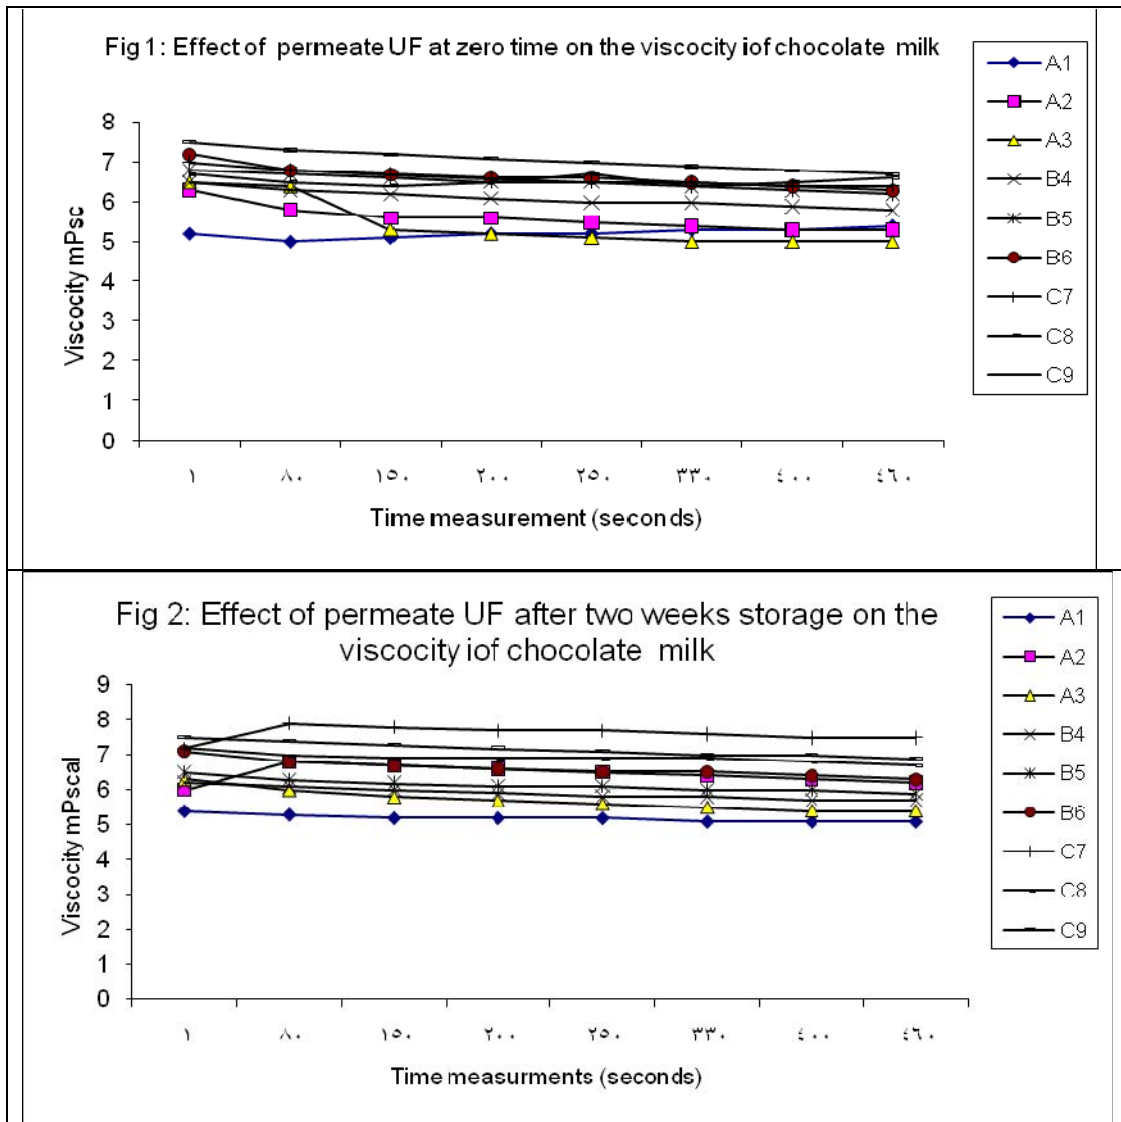 Fig 1: Effect of permeate UF at zero time on the viscocity iof chocolate milk
8
7
6
5
4
3
2
1
0
Viscocity mPsc
١ ٨٠ ١٥٠ ٢٠٠ ٢٥٠ ٣٣٠ ٤٠٠ ٤٦٠
Time measurement (seconds)
A1
A2
A3
B4
B5
B6
C7
C8
C9
Fig 2: Effect of permeate UF after two weeks storage on the
viscocity iof chocolate milk
9
8
7
6
5
4
3
2
1
0
Viscocity mPscal
١ ٨٠ ١٥٠ ٢٠٠ ٢٥٠ ٣٣٠ ٤٠٠ ٤٦٠
Time measurments (seconds)
A1
A2
A3
B4
B5
B6
C7
C8
C9